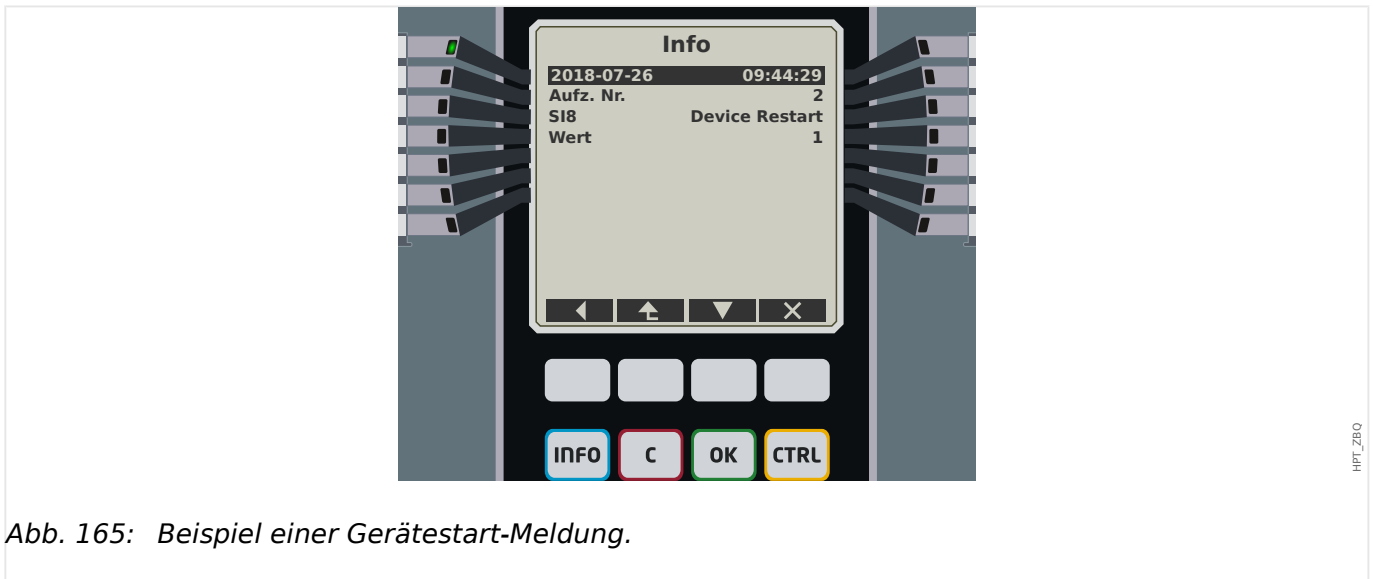 Info
2018-07-26 09:44:29
Aufz. Nr. 2
SI8 Device Restart
Wert 1
INFO C OK CTRL
HPT_ZBQ
Abb. 165: Beispiel einer Gerätestart-Meldung.